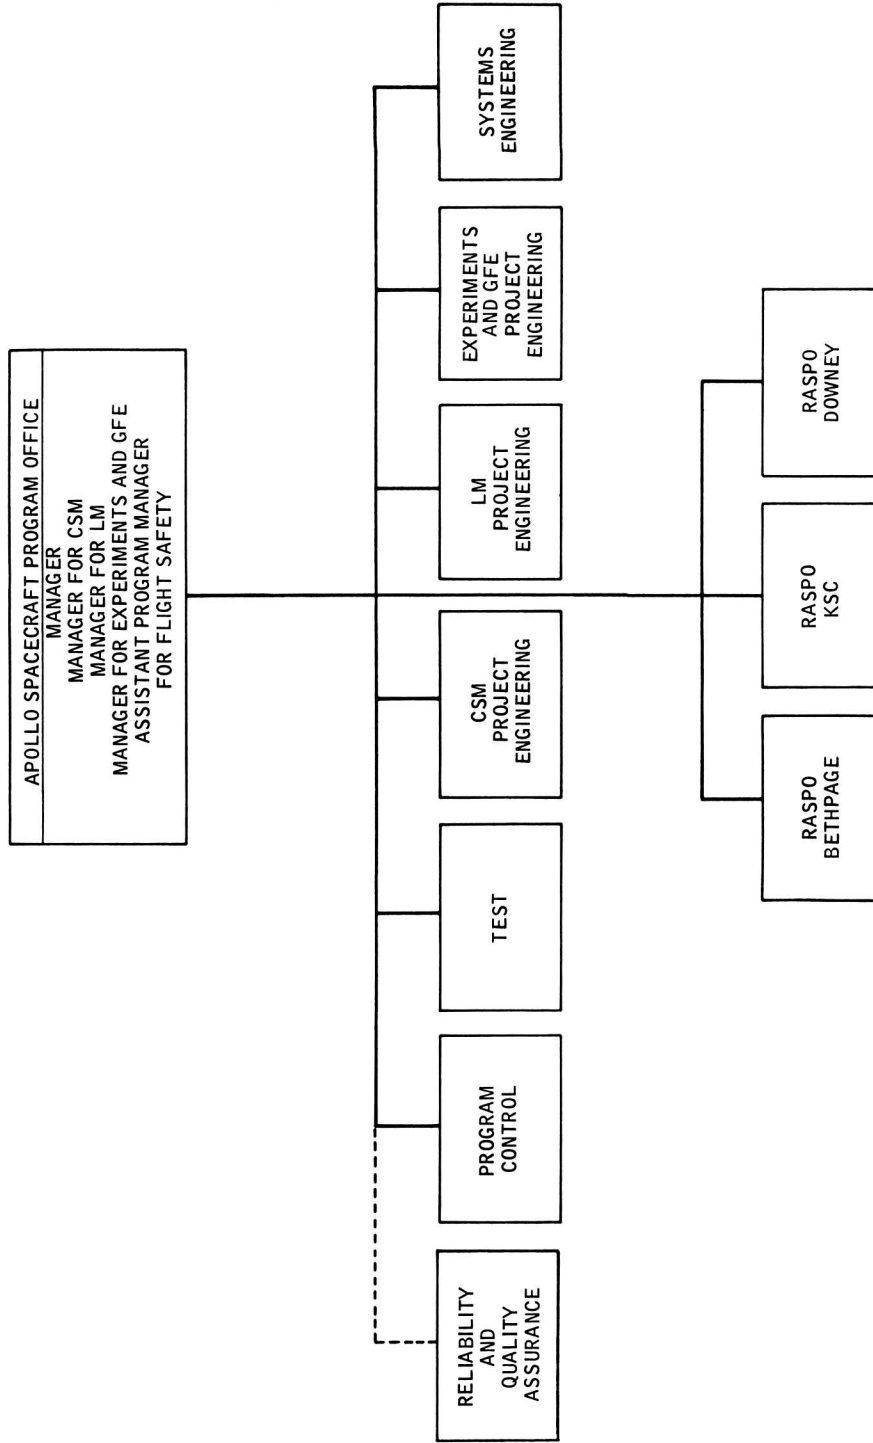 APOLLO SPACECRAFT PROGRAM OFFICE
MANAGER
MANAGER FOR CSM
MANAGER FOR LM
MANAGER FOR EXPERIMENTS AND GFE
ASSISTANT PROGRAM MANAGER
FOR FLIGHT SAFETY
RELIABILITY
AND
QUALITY
ASSURANCE
PROGRAM
CONTROL
TEST
CSM
PROJECT
ENGINEERING
LM
PROJECT
ENGINEERING
EXPERIMENTS
AND GFE
PROJECT
ENGINEERING
SYSTEMS
ENGINEERING
RASPO
BETHPAGE
RASPO
KSC
RASPO
DOWNEY